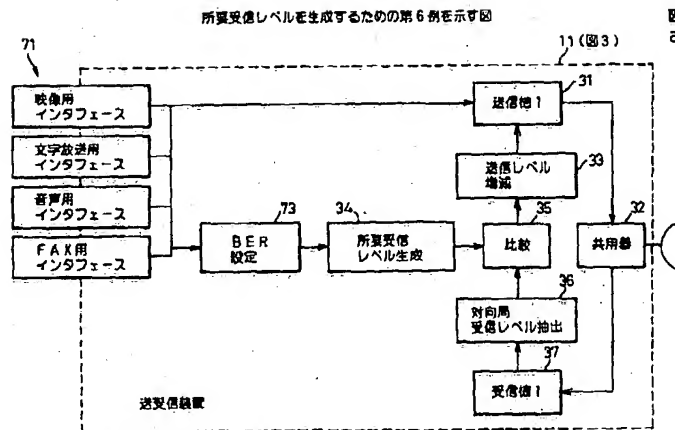 所要受信レベルを生成するための第6例を示す図
図
11(図3)
71
映像用
インタフェース
文字放送用
インタフェース
音声用
インタフェース
FAX用
インタフェース
31
送信機1
33
送信レベル
増減
73
BER
設定
34
所要受信
レベル生成
35
比較
32
共用器
36
対向局
受信レベル抽出
37
受信機1
送受信装置